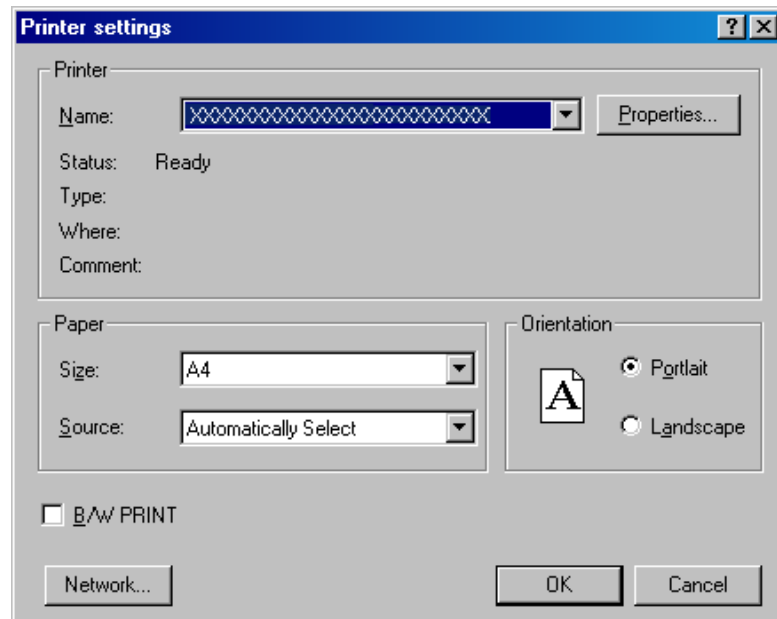 Printer settings
Printer
Name: XXXXXXXXXXXXXXXXXXXXXXXXX Properties...
Status: Ready
Type:
Where:
Comment:
Paper
Size: A4
Source: Automatically Select
Orientation
A
Portlait
Landscape
B/W PRINT
Network... OK Cancel